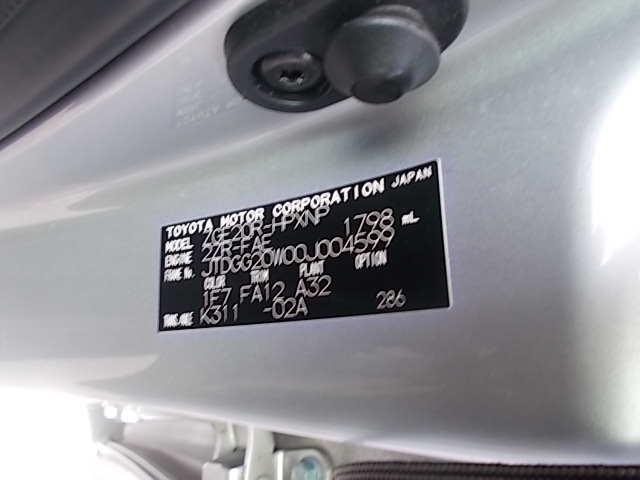 TOYOTA MOTOR CORPORATION JAPAN
MODEL ZGE20R-HPXNP
ENGINE 2ZR-FAE 1798 mL
FRAME No. JTDGG20W00J004599
COLOR TRIM PLANT OPTION
1F7 FA12 A32
TRANS./AXLE K311 -02A 286